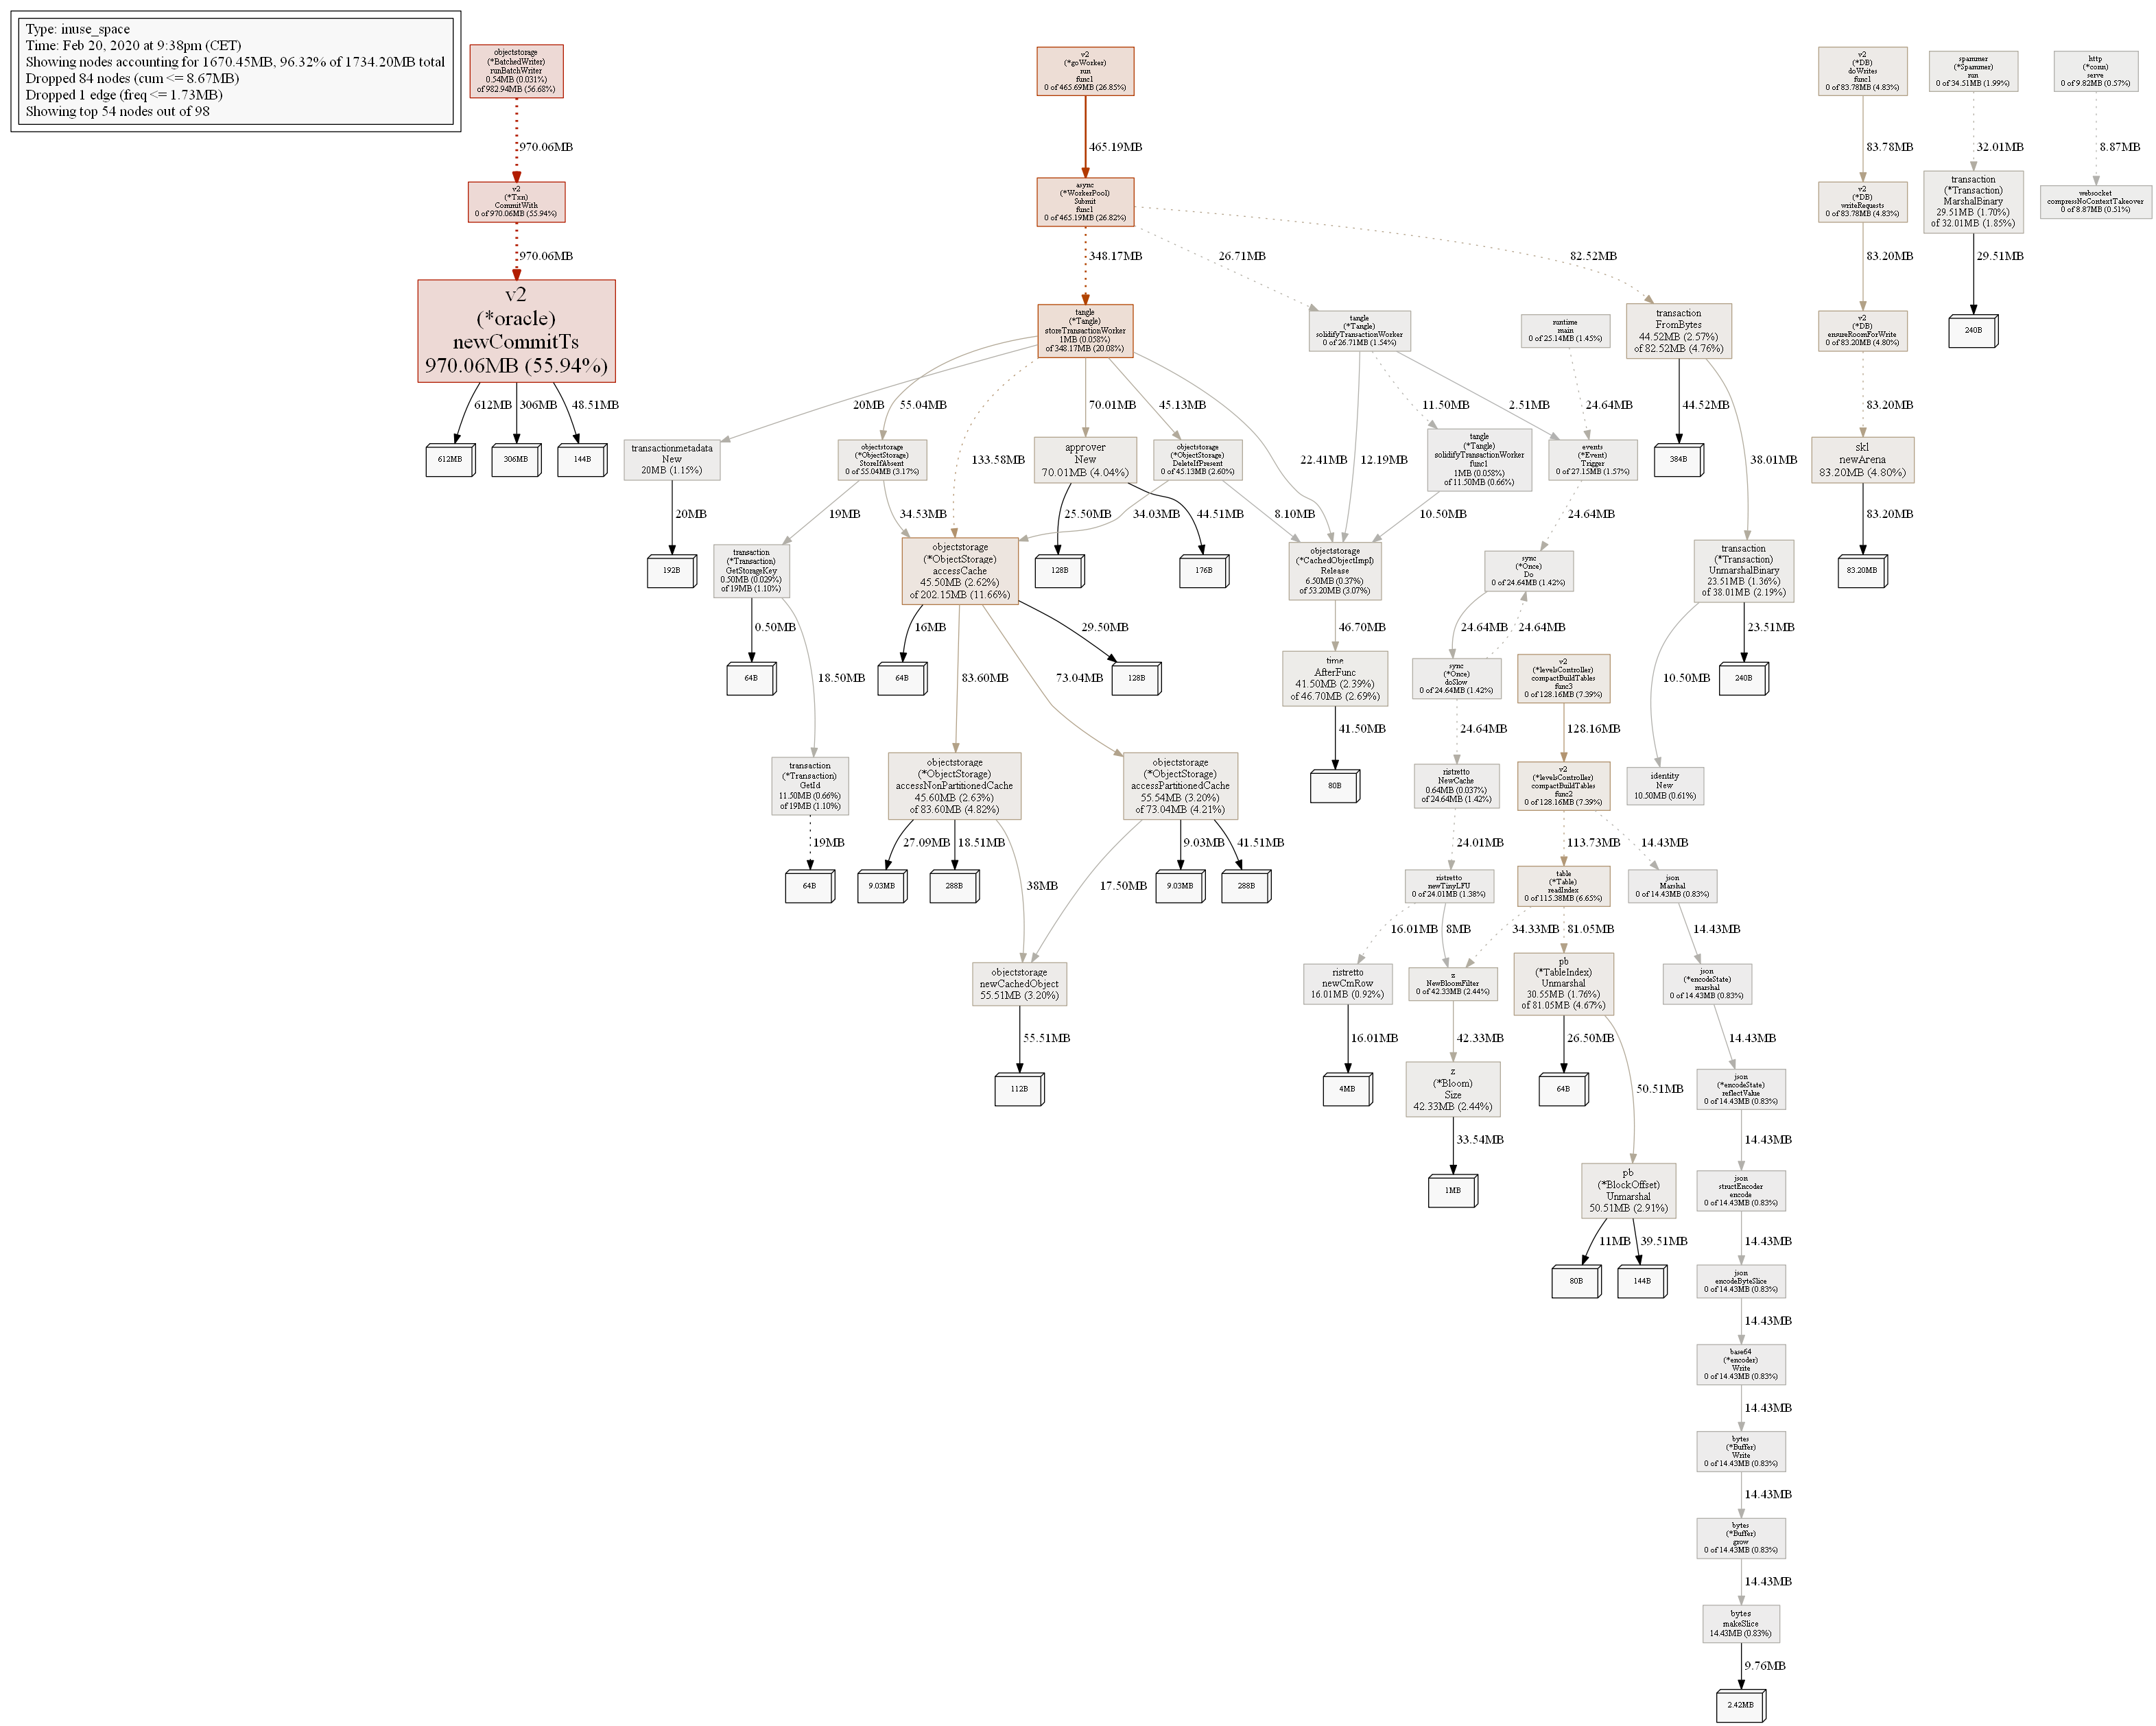 Type: inuse_space
Time: Feb 20, 2020 at 9:38pm (CET)
Showing nodes accounting for 1670.45MB, 96.32% of 1734.20MB total
Dropped 84 nodes (cum <= 8.67MB)
Dropped 1 edge (freq <= 1.73MB)
Showing top 54 nodes out of 98
objectstorage
(*BatchedWriter)
runBatchWriter
0.54MB (0.031%)
of 982.94MB (56.68%)
970.06MB
v2
(*Txn)
CommitWith
0 of 970.06MB (55.94%)
970.06MB
v2
(*oracle)
newCommitTs
970.06MB (55.94%)
612MB
306MB
48.51MB
612MB
306MB
144B
v2
(*goWorker)
run
func1
0 of 465.69MB (26.85%)
465.19MB
async
(*WorkerPool)
Submit
func1
0 of 465.19MB (26.82%)
348.17MB
26.71MB
82.52MB
tangle
(*Tangle)
storeTransactionWorker
1MB (0.058%)
of 348.17MB (20.08%)
tangle
(*Tangle)
solidifyTransactionWorker
0 of 26.71MB (1.54%)
runtime
main
0 of 25.14MB (1.45%)
transaction
FromBytes
44.52MB (2.57%)
of 82.52MB (4.76%)
20MB
55.04MB
133.58MB
70.01MB
45.13MB
22.41MB
12.19MB
11.50MB
2.51MB
24.64MB
44.52MB
38.01MB
transactionmetadata
New
20MB (1.15%)
20MB
192B
objectstorage
(*ObjectStorage)
StoreIfAbsent
0 of 55.04MB (3.17%)
19MB
34.53MB
approver
New
70.01MB (4.04%)
25.50MB
44.51MB
128B
176B
objectstorage
(*ObjectStorage)
DeleteIfPresent
0 of 45.13MB (2.60%)
34.03MB
8.10MB
tangle
(*Tangle)
solidifyTransactionWorker
func1
1MB (0.058%)
of 11.50MB (0.66%)
10.50MB
events
(*Event)
Trigger
0 of 27.15MB (1.57%)
24.64MB
384B
transaction
(*Transaction)
GetStorageKey
0.50MB (0.029%)
of 19MB (1.10%)
0.50MB
18.50MB
64B
objectstorage
(*ObjectStorage)
accessCache
45.50MB (2.62%)
of 202.15MB (11.66%)
16MB
83.60MB
73.04MB
29.50MB
64B
128B
objectstorage
(*CachedObjectImpl)
Release
6.50MB (0.37%)
of 53.20MB (3.07%)
46.70MB
time
AfterFunc
41.50MB (2.39%)
of 46.70MB (2.69%)
41.50MB
80B
sync
(*Once)
Do
0 of 24.64MB (1.42%)
24.64MB
24.64MB
sync
(*Once)
doSlow
0 of 24.64MB (1.42%)
24.64MB
transaction
(*Transaction)
UnmarshalBinary
23.51MB (1.36%)
of 38.01MB (2.19%)
10.50MB
23.51MB
240B
identity
New
10.50MB (0.61%)
transaction
(*Transaction)
GetId
11.50MB (0.66%)
of 19MB (1.10%)
19MB
64B
objectstorage
(*ObjectStorage)
accessNonPartitionedCache
45.60MB (2.63%)
of 83.60MB (4.82%)
27.09MB
18.51MB
38MB
9.03MB
288B
objectstorage
(*ObjectStorage)
accessPartitionedCache
55.54MB (3.20%)
of 73.04MB (4.21%)
17.50MB
9.03MB
41.51MB
9.03MB
288B
objectstorage
newCachedObject
55.51MB (3.20%)
55.51MB
112B
ristretto
NewCache
0.64MB (0.037%)
of 24.64MB (1.42%)
24.01MB
ristretto
newTinyLFU
0 of 24.01MB (1.38%)
16.01MB
8MB
ristretto
newCmRow
16.01MB (0.92%)
16.01MB
4MB
v2
(*levelsController)
compactBuildTables
func3
0 of 128.16MB (7.39%)
128.16MB
v2
(*levelsController)
compactBuildTables
func2
0 of 128.16MB (7.39%)
113.73MB
14.43MB
table
(*Table)
readIndex
0 of 115.38MB (6.65%)
34.33MB
81.05MB
z
NewBloomFilter
0 of 42.33MB (2.44%)
42.33MB
z
(*Bloom)
Size
42.33MB (2.44%)
33.54MB
1MB
pb
(*TableIndex)
Unmarshal
30.55MB (1.76%)
of 81.05MB (4.67%)
26.50MB
50.51MB
64B
pb
(*BlockOffset)
Unmarshal
50.51MB (2.91%)
11MB
39.51MB
80B
144B
json
Marshal
0 of 14.43MB (0.83%)
14.43MB
json
(*encodeState)
marshal
0 of 14.43MB (0.83%)
14.43MB
json
(*encodeState)
reflectValue
0 of 14.43MB (0.83%)
14.43MB
json
structEncoder
encode
0 of 14.43MB (0.83%)
14.43MB
json
encodeByteSlice
0 of 14.43MB (0.83%)
14.43MB
base64
(*encoder)
Write
0 of 14.43MB (0.83%)
14.43MB
bytes
(*Buffer)
Write
0 of 14.43MB (0.83%)
14.43MB
bytes
(*Buffer)
grow
0 of 14.43MB (0.83%)
14.43MB
bytes
makeSlice
14.43MB (0.83%)
9.76MB
2.42MB
v2
(*DB)
doWrites
func1
0 of 83.78MB (4.83%)
83.78MB
v2
(*DB)
writeRequests
0 of 83.78MB (4.83%)
83.20MB
v2
(*DB)
ensureRoomForWrite
0 of 83.20MB (4.80%)
83.20MB
skl
newArena
83.20MB (4.80%)
83.20MB
83.20MB
spammer
(*Spammer)
run
0 of 34.51MB (1.99%)
32.01MB
transaction
(*Transaction)
MarshalBinary
29.51MB (1.70%)
of 32.01MB (1.85%)
29.51MB
240B
http
(*conn)
serve
0 of 9.82MB (0.57%)
8.87MB
websocket
compressNoContextTakeover
0 of 8.87MB (0.51%)